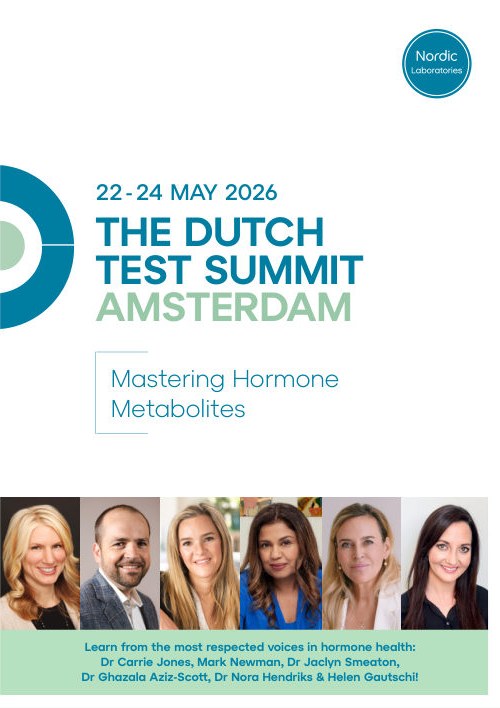 Nordic
Laboratories
22-24 MAY 2026
THE DUTCH
TEST SUMMIT
AMSTERDAM
Mastering Hormone
Metabolites
Learn from the most respected voices in hormone health:
Dr Carrie Jones, Mark Newman, Dr Jaclyn Smeaton,
Dr Ghazala Aziz-Scott, Dr Nora Hendriks & Helen Gautschi!